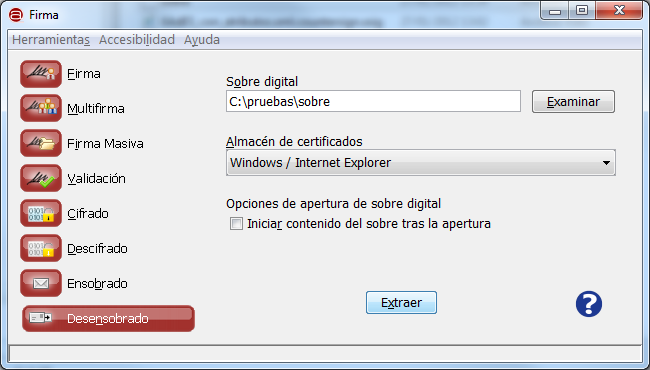 Firma
Herramientas Accesibilidad Ayuda
Firma
Multifirma
Firma Masiva
Validación
Cifrado
Descifrado
Ensobrado
Desensobrado
Sobre digital
C:\pruebas\sobre
Examinar
Almacén de certificados
Windows / Internet Explorer
Opciones de apertura de sobre digital
Iniciar contenido del sobre tras la apertura
Extraer
?